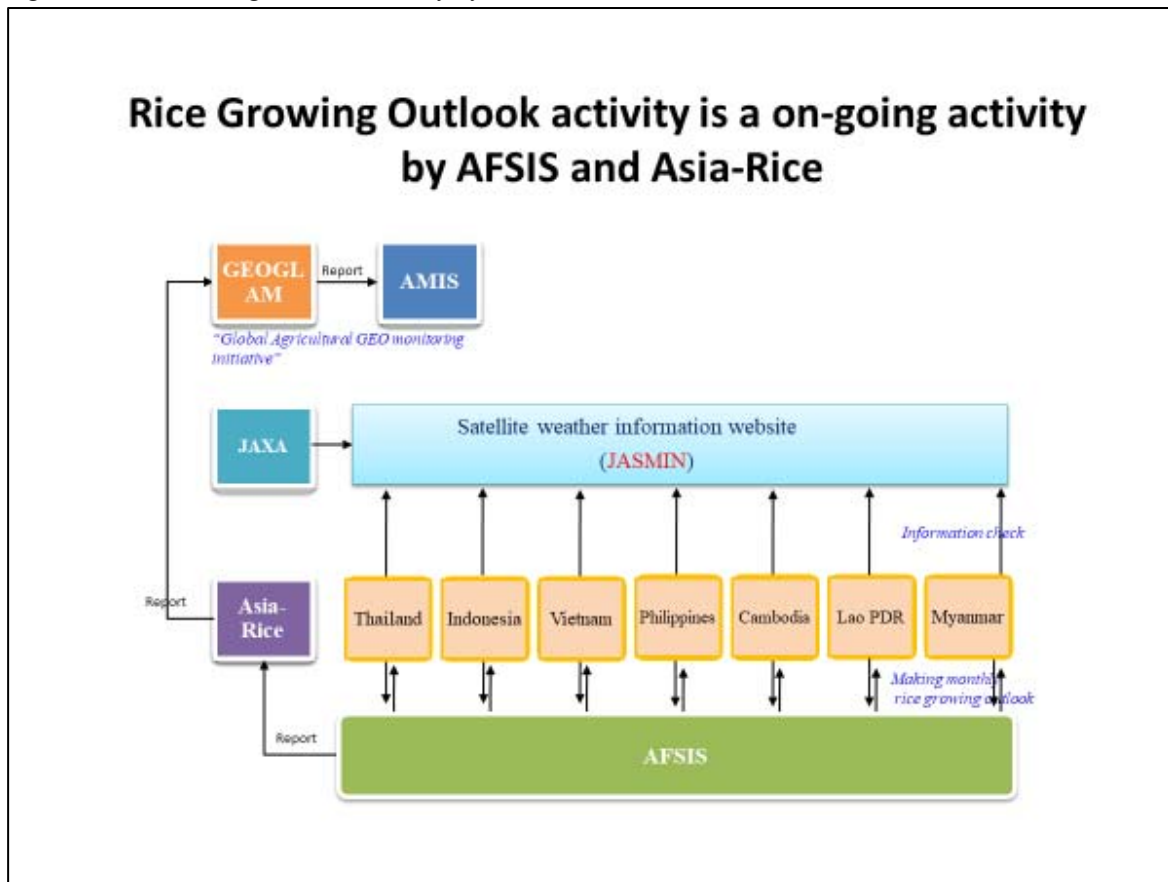 Rice Growing Outlook activity is a on-going activity
by AFSIS and Asia-Rice
GEOGL
AM
Report
AMIS
"Global Agricultural GEO monitoring
initiative"
JAXA
Satellite weather information website
(JASMIN)
Information check
Report
Asia-
Rice
Thailand
Indonesia
Vietnam
Philippines
Cambodia
Lao PDR
Myanmar
Making monthly
rice growing outlook
Report
AFSIS